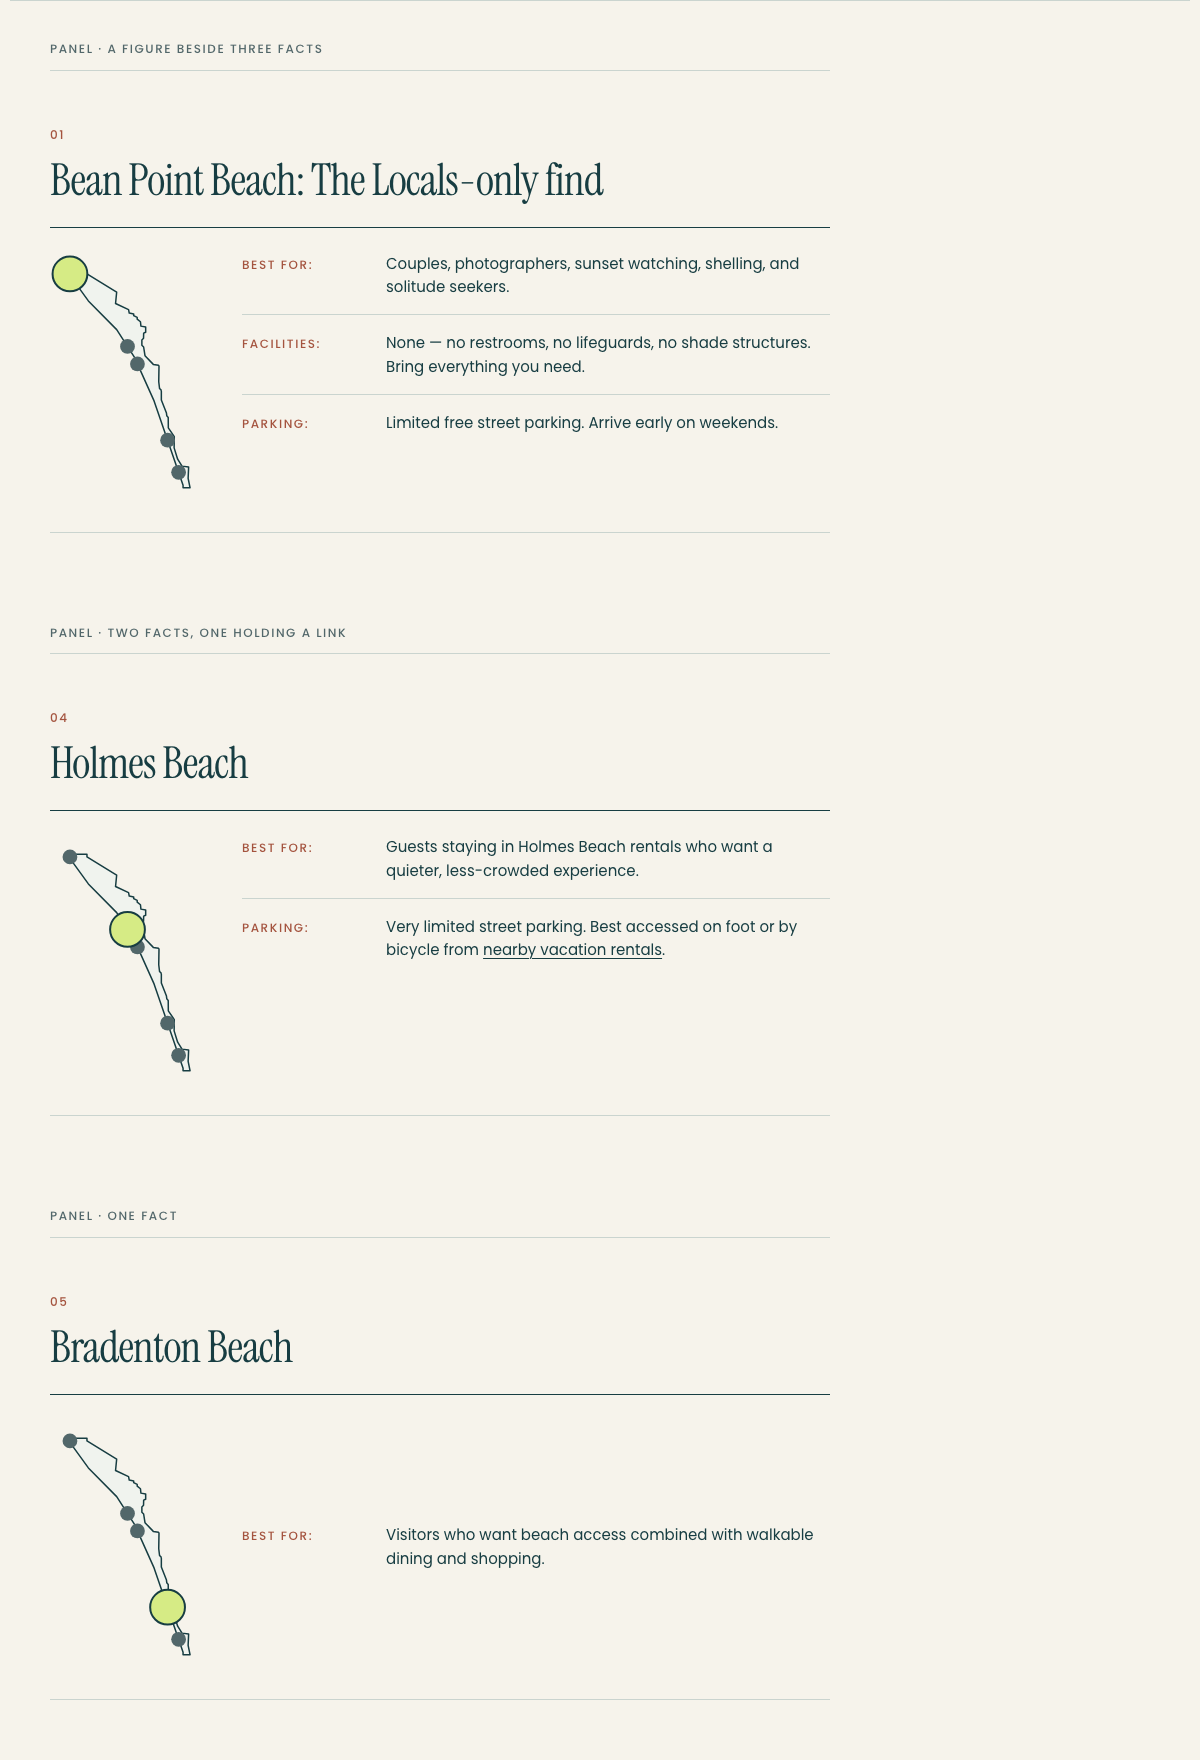 PANEL · A FIGURE BESIDE THREE FACTS
01
Bean Point Beach: The Locals-only find
BEST FOR:
Couples, photographers, sunset watching, shelling, and
solitude seekers.
FACILITIES:
None — no restrooms, no lifeguards, no shade structures.
Bring everything you need.
PARKING:
Limited free street parking. Arrive early on weekends.
PANEL · TWO FACTS, ONE HOLDING A LINK
04
Holmes Beach
BEST FOR:
Guests staying in Holmes Beach rentals who want a
quieter, less-crowded experience.
PARKING:
Very limited street parking. Best accessed on foot or by
bicycle from nearby vacation rentals.
PANEL · ONE FACT
05
Bradenton Beach
BEST FOR:
Visitors who want beach access combined with walkable
dining and shopping.